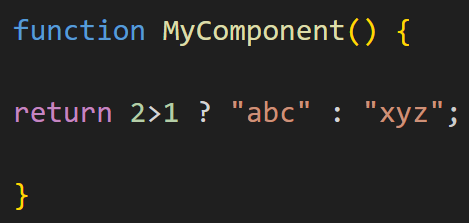 function MyComponent() {
return 2>1 ? "abc" : "xyz";
}